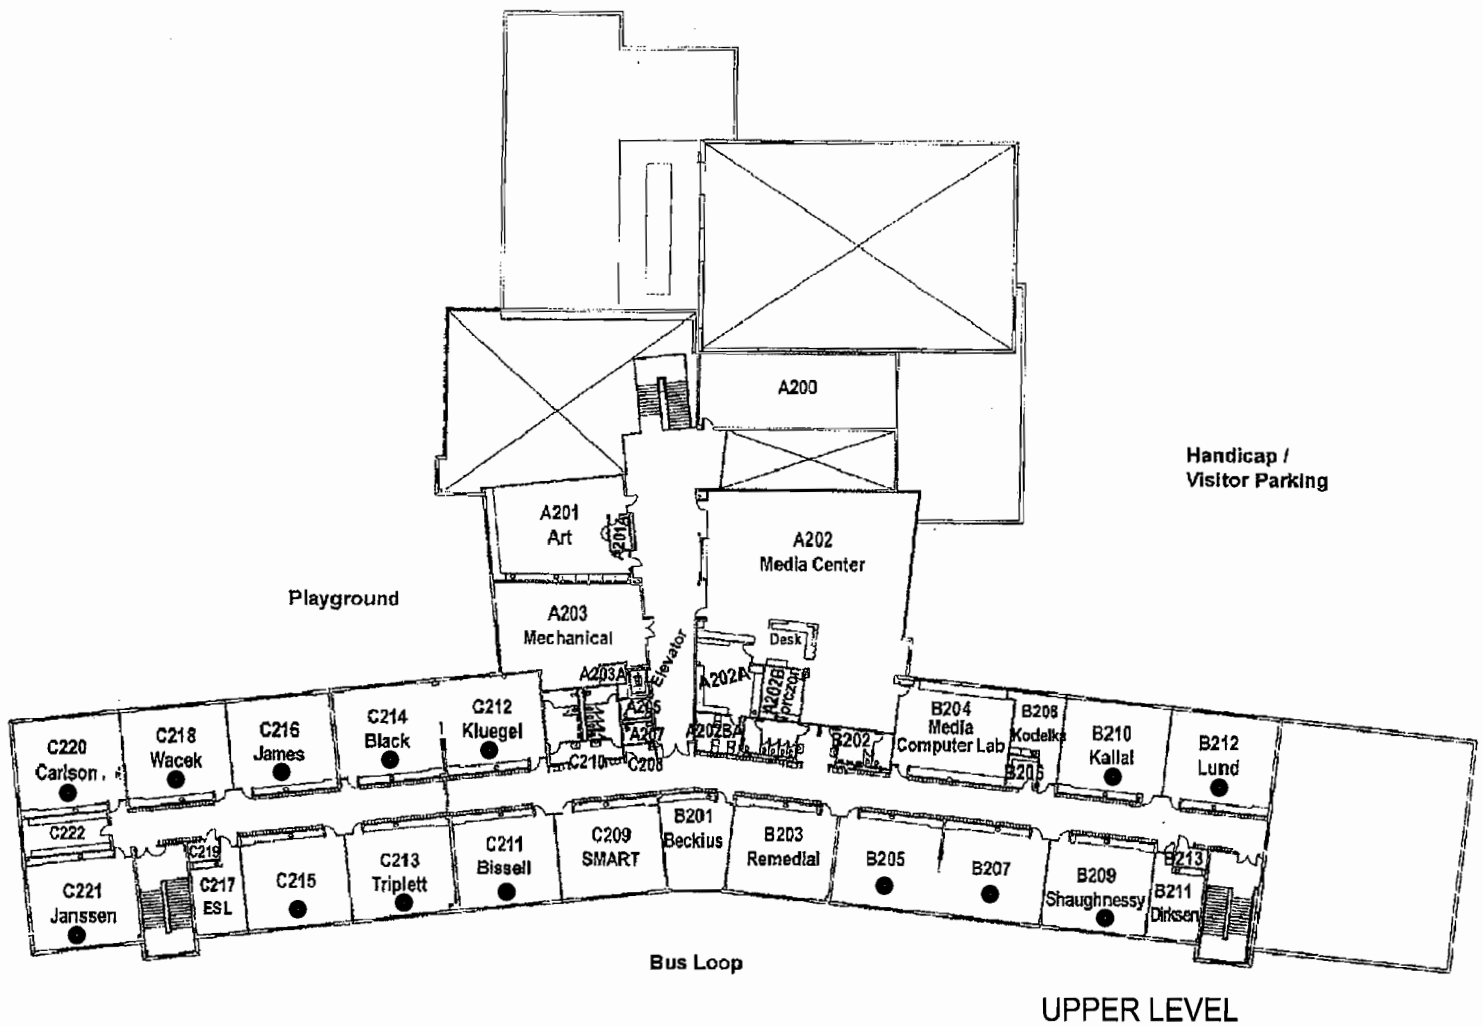 A200
Handicap /
Visitor Parking
A201
Art
A201A
A202
Media Center
Playground
A203
Mechanical
Desk
Elevator
A203A
A202A
A202B
A205
A207
A202BA
B202
C210
C208
C220
Carlson
C218
Wacek
C216
James
C214
Black
C212
Kluegel
B204
Media
Computer Lab
B208
Kodelka
B210
Kallal
B212
Lund
C222
C219
C221
Janssen
C217
ESL
C215
C213
Triplett
C211
Bissell
C209
SMART
B201
Beckius
B203
Remedial
B205
B207
B209
Shaughnessy
B213
B211
Dirksen
Bus Loop
UPPER LEVEL